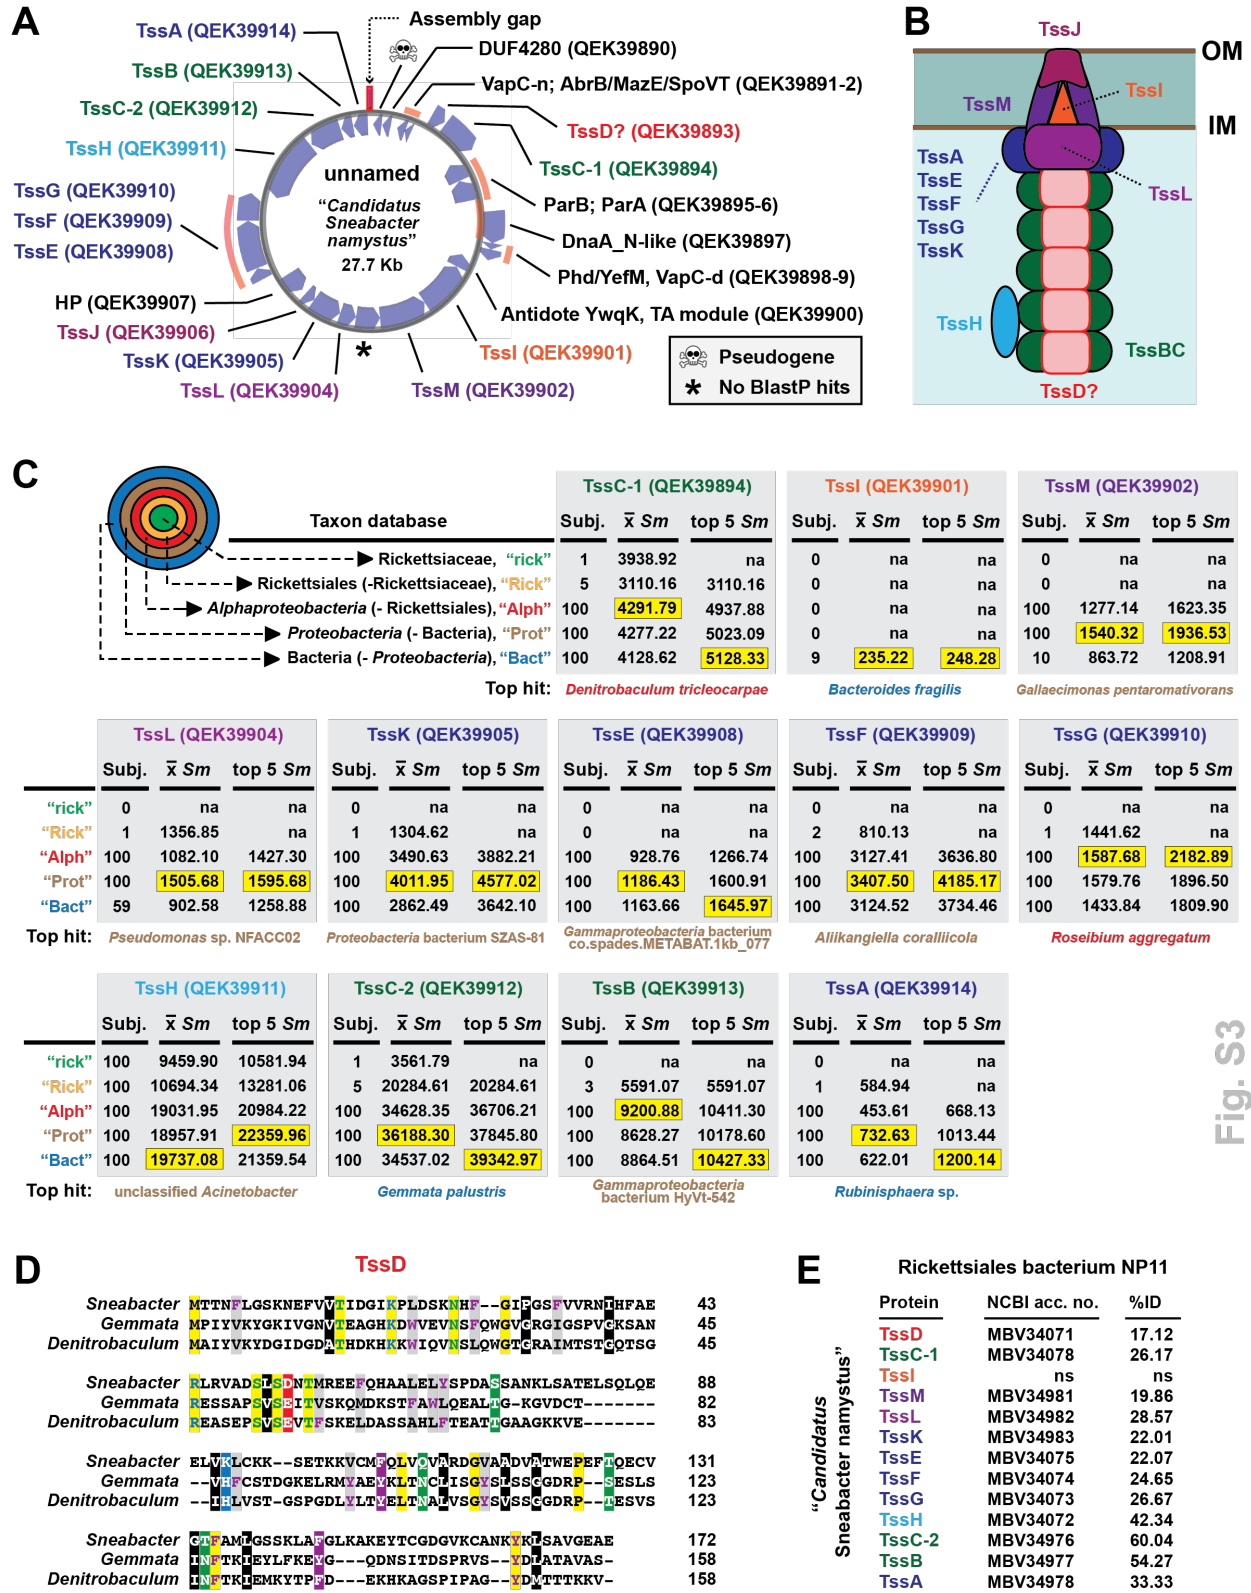 A
TssA (QEK39914)
TssB (QEK39913)
TssC-2 (QEK39912)
TssH (QEK39911)
TssG (QEK39910)
TssF (QEK39909)
TssE (QEK39908)
HP (QEK39907)
TssJ (QEK39906)
TssK (QEK39905)
TssL (QEK39904)
Assembly gap
DUF4280 (QEK39890)
VapC-n; AbrB/MazE/SpoVT (QEK39891-2)
TssD? (QEK39893)
TssC-1 (QEK39894)
ParB; ParA (QEK39895-6)
DnaA_N-like (QEK39897)
Phd/YefM, VapC-d (QEK39898-9)
Antidote YwqK, TA module (QEK39900)
TssI (QEK39901)
TssM (QEK39902)
unnamed
“Candidatus
Sneabacter
namystus”
27.7 Kb
*
Pseudogene
* No BlastP hits
B
TssJ
OM
TssM
TssI
IM
TssA
TssE
TssF
TssG
TssK
TssL
TssH
TssBC
TssD?
C
Taxon database
Rickettsiaceae, “rick”
Rickettsiales (-Rickettsiaceae), “Rick”
Alphaproteobacteria (- Rickettsiales), “Alph”
Proteobacteria (- Bacteria), “Prot”
Bacteria (- Proteobacteria), “Bact”
Top hit:
TssC-1 (QEK39894)
Subj. x̅ Sm top 5 Sm
1 3938.92 na
5 3110.16 3110.16
100 4291.79 4937.88
100 4277.22 5023.09
100 4128.62 5128.33
Denitrobaculum tricleocarpae
TssI (QEK39901)
Subj. x̅ Sm top 5 Sm
0 na na
0 na na
0 na na
0 na na
9 235.22 248.28
Bacteroides fragilis
TssM (QEK39902)
Subj. x̅ Sm top 5 Sm
0 na na
0 na na
100 1277.14 1623.35
100 1540.32 1936.53
10 863.72 1208.91
Gallaecimonas pentaromativorans
“rick”
“Rick”
“Alph”
“Prot”
“Bact”
Top hit:
TssL (QEK39904)
Subj. x̅ Sm top 5 Sm
0 na na
1 1356.85 na
100 1082.10 1427.30
100 1505.68 1595.68
59 902.58 1258.88
Pseudomonas sp. NFACC02
TssK (QEK39905)
Subj. x̅ Sm top 5 Sm
0 na na
1 1304.62 na
100 3490.63 3882.21
100 4011.95 4577.02
100 2862.49 3642.10
Proteobacteria bacterium SZAS-81
TssE (QEK39908)
Subj. x̅ Sm top 5 Sm
0 na na
0 na na
100 928.76 1266.74
100 1186.43 1600.91
100 1163.66 1645.97
Gammaproteobacteria bacterium
co.spades.METABAT.1kb_077
TssF (QEK39909)
Subj. x̅ Sm top 5 Sm
0 na na
2 810.13 na
100 3127.41 3636.80
100 3407.50 4185.17
100 3124.52 3734.46
Aliikangiella coralliicola
TssG (QEK39910)
Subj. x̅ Sm top 5 Sm
0 na na
1 1441.62 na
100 1587.68 2182.89
100 1579.76 1896.50
100 1433.84 1809.90
Roseibium aggregatum
“rick”
“Rick”
“Alph”
“Prot”
“Bact”
Top hit:
TssH (QEK39911)
Subj. x̅ Sm top 5 Sm
100 9459.90 10581.94
100 10694.34 13281.06
100 19031.95 20984.22
100 18957.91 22359.96
100 19737.08 21359.54
unclassified Acinetobacter
TssC-2 (QEK39912)
Subj. x̅ Sm top 5 Sm
1 3561.79 na
5 20284.61 20284.61
100 34628.35 36706.21
100 36188.30 37845.80
100 34537.02 39342.97
Gemmata palustris
TssB (QEK39913)
Subj. x̅ Sm top 5 Sm
0 na na
3 5591.07 5591.07
100 9200.88 10411.30
100 8628.27 10178.60
100 8864.51 10427.33
Gammaproteobacteria
bacterium HyVt-542
TssA (QEK39914)
Subj. x̅ Sm top 5 Sm
0 na na
1 584.94 na
100 453.61 668.13
100 732.63 1013.44
100 622.01 1200.14
Rubinisphaera sp.
Fig. S3
D
TssD
Sneabacter MTTNFLGSKNEFVVTIDGIKPLDSKNHF--GIPGSFVVRNIHFAE 43
Gemmata MPIYVKYGKIVGNVTEAGHKDWVEVNSFQWGVGRGIGSPVGKSAN 45
Denitrobaculum MAIYVKYDGIDGDATHDKHKKWIQVNSLQWGTGRAIMTSTGQTSG 45
Sneabacter RLRVADSLSDNTMREEFQHAALELYSPDASSANKLSATELSQLQE 88
Gemmata RESSAPSVSEITVSKQMDKSTFAWLQEALTG-KGVDCT------- 82
Denitrobaculum REASEPSVSEVTFSKELDASSAHLFTEATTGAAGKKVE------- 83
Sneabacter ELVKLCKK--SETKKVCMFQLVQVARDGVAADVATWEPEFTQECV 131
Gemmata --VHFCSTDGKELRMYAEYKLTNCLISGYSLSSGGDRP--SESLS 123
Denitrobaculum --IHLVST-GSPGDLYLTYELTNALVSGYSVSSGGDRP--TESVS 123
Sneabacter GTFAMLGSSKLAFGLKAKEYTCGDGVKCANKYKLSAVGEAE 172
Gemmata INFTKIEYLFKEYG---QDNSITDSPRVS--YDLATAVAS- 158
Denitrobaculum INFTKIEMKYTPFD---EKHKAGSPIPAG--YDMTTTKKV- 158
E
Rickettsiales bacterium NP11
“Candidatus
Sneabacter namystus”
Protein NCBI acc. no. %ID
TssD MBV34071 17.12
TssC-1 MBV34078 26.17
TssI ns ns
TssM MBV34981 19.86
TssL MBV34982 28.57
TssK MBV34983 22.01
TssE MBV34075 22.07
TssF MBV34074 24.65
TssG MBV34073 26.67
TssH MBV34072 42.34
TssC-2 MBV34976 60.04
TssB MBV34977 54.27
TssA MBV34978 33.33